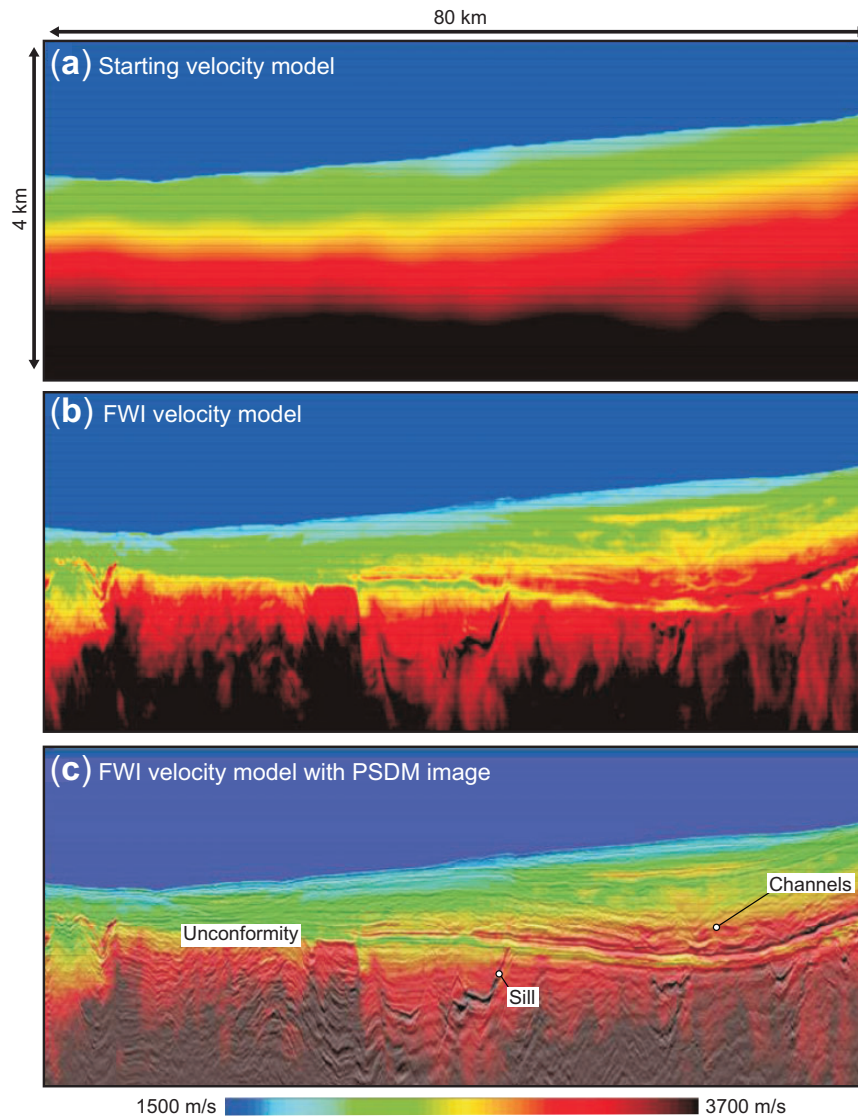 80 km
(a) Starting velocity model
4 km
(b) FWI velocity model
(c) FWI velocity model with PSDM image
Channels
Unconformity
Sill
1500 m/s
3700 m/s